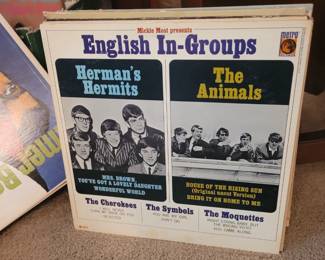 Mickie Most presents
English In-Groups
metro
Herman's
Hermits
MRS. BROWN,
YOU'VE GOT A LOVELY DAUGHTER
WONDERFUL WORLD
The
Animals
HOUSE OF THE RISING SUN
(Original uncut Version)
BRING IT ON HOME TO ME
The Cherokees
The Symbols
The Moquettes